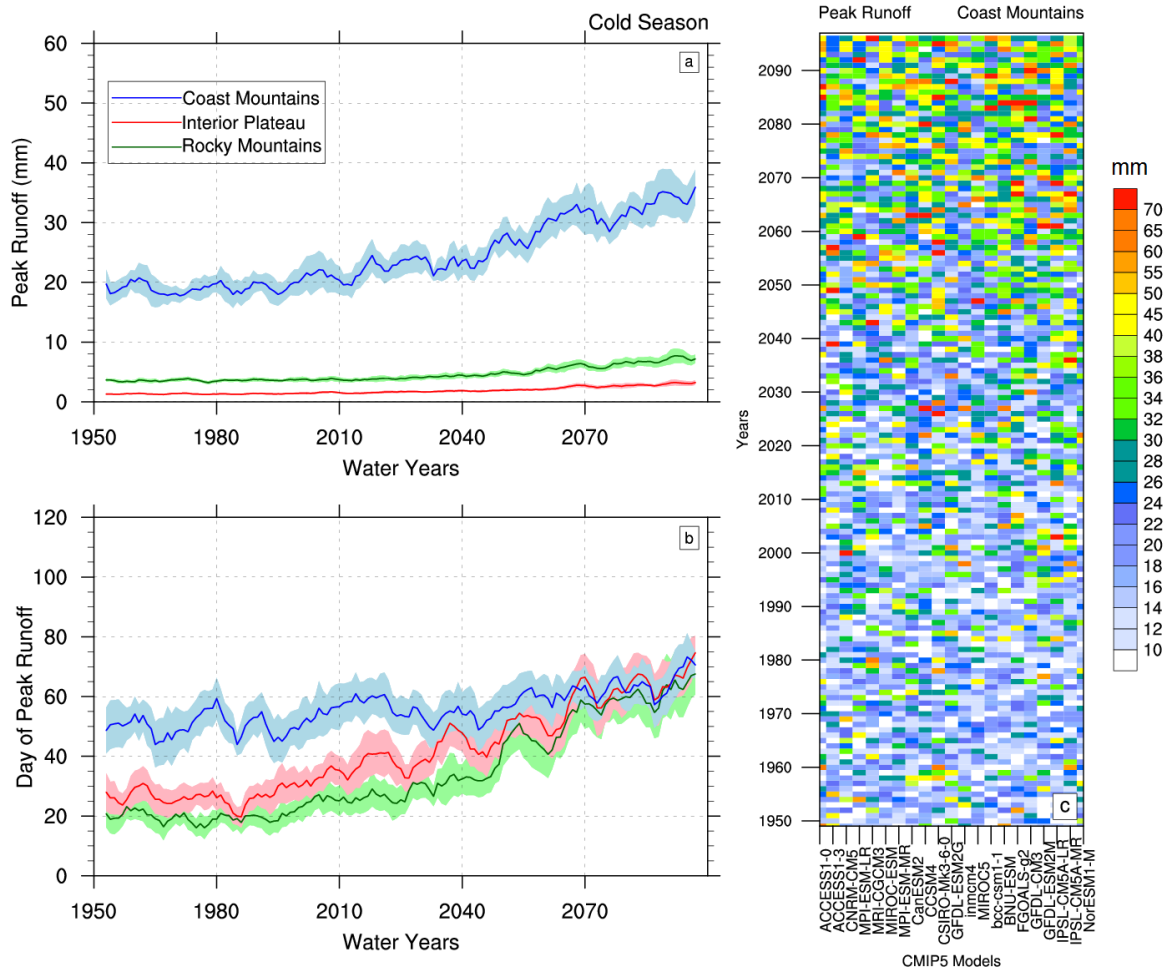 Cold Season
60
50
40
30
20
10
0
Peak Runoff (mm)
a
Coast Mountains
Interior Plateau
Rocky Mountains
1950
1980
2010
2040
2070
Water Years
120
100
80
60
40
20
0
Day of Peak Runoff
b
1950
1980
2010
2040
2070
Water Years
Peak Runoff
Coast Mountains
2090
2080
2070
2060
2050
2040
2030
2020
2010
2000
1990
1980
1970
1960
1950
Years
c
ACCESS1-0
ACCESS1-3
CNRM-CM5
MPI-ESM-LR
MRI-CGCM3
MIROC-ESM
MPI-ESM-MR
CanESM2
CCSM4
CSIRO-Mk3-6-0
GFDL-ESM2G
inmcm4
MIROC5
bcc-csm1-1
BNU-ESM
FGOALS-g2
GFDL-CM3
GFDL-ESM2M
IPSL-CM5A-LR
IPSL-CM5A-MR
NorESM1-M
CMIP5 Models
mm
70
65
60
55
50
45
40
38
36
34
32
30
28
26
24
22
20
18
16
14
12
10